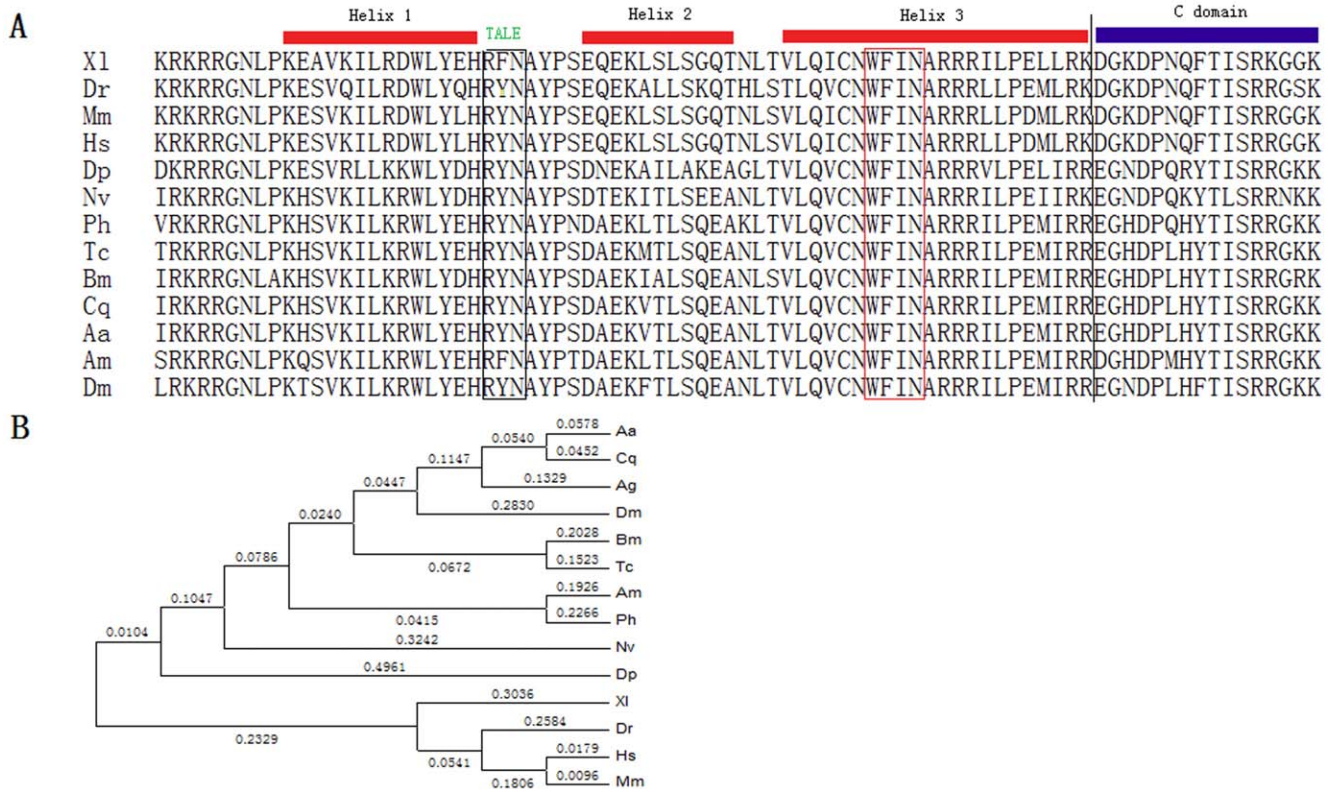 A
Helix 1 TALE Helix 2 Helix 3 C domain
Xl KRKRRGNLPKEAVKILRDWLYEHRFNAYPSEQEKLSLSGQTNLTVLQICNWFINARRRILPELLRKDGKDPNQFTISRKGGK
Dr KRKRRGNLPKESVQILRDWLYQHRYNAYPSEQEKALLSKQTHLSTLQVCNWFINARRRLLPEMLRKDGKDPNQFTISRRGSK
Mm KRKRRGNLPKESVKILRDWLYLHRYNAYPSEQEKLSLSGQTNLSVLQICNWFINARRRLLPDMLRKDGKDPNQFTISRRGGK
Hs KRKRRGNLPKESVKILRDWLYLHRYNAYPSEQEKLSLSGQTNLSVLQICNWFINARRRLLPDMLRKDGKDPNQFTISRRGGK
Dp DKRRRGNLPKESVRLLKKWLYDHRYNAYPSDNEKAILAKEAGLTVLQVCNWFINARRRVLPELIRREGNDPQRYTISRRGKK
Nv IRKRRGNLPKHSVKILKRWLYDHRYNAYPSDTEKITLSEEANLTVLQVCNWFINARRRILPEIIRKEGNDPQKYTLSRRNKK
Ph VRKRRGNLPKHSVKILKRWLYEHRYNAYPNDAEKLTLSQEAKLTVLQVCNWFINARRRILPEMIRREGHDPQHYTISRRGKK
Tc TRKRRGNLPKHSVKILKRWLYEHRYNAYPSDAEKMTLSQEANLTVLQVCNWFINARRRILPEMIRREGHDPLHYTISRRGKK
Bm IRKRRGNLAKHSVKILKRWLYDHRYNAYPSDAEKIALSQEANLSVLQVCNWFINARRRILPEMIRREGHDPLHYTISRRGRK
Cq IRKRRGNLPKHSVKILKRWLYEHRYNAYPSDAEKVTLSQEANLTVLQVCNWFINARRRILPEMIRREGHDPLHYTISRRGKK
Aa IRKRRGNLPKHSVKILKRWLYEHRYNAYPSDAEKVTLSQEANLTVLQVCNWFINARRRILPEMIRREGHDPLHYTISRRGKK
Am SRKRRGNLPKQSVKILKRWLYEHRFNAYPTDAEKLTLSQEANLTVLQVCNWFINARRRILPEMIRRDGHDPMHYTISRRGKK
Dm LRKRRGNLPKTSVKILKRWLYEHRYNAYPSDAEKFTLSQEANLTVLQVCNWFINARRRILPEMIRREGNDPLHFTISRRGKK
B
0.0578 Aa
0.0540
0.0452 Cq
0.1147
0.1329 Ag
0.0447
0.2830 Dm
0.0240
0.2028 Bm
0.0672
0.1523 Tc
0.0786
0.1926 Am
0.0415
0.2266 Ph
0.1047
0.3242 Nv
0.0104
0.4961 Dp
0.3036 Xl
0.2329
0.2584 Dr
0.0541
0.0179 Hs
0.1806
0.0096 Mm